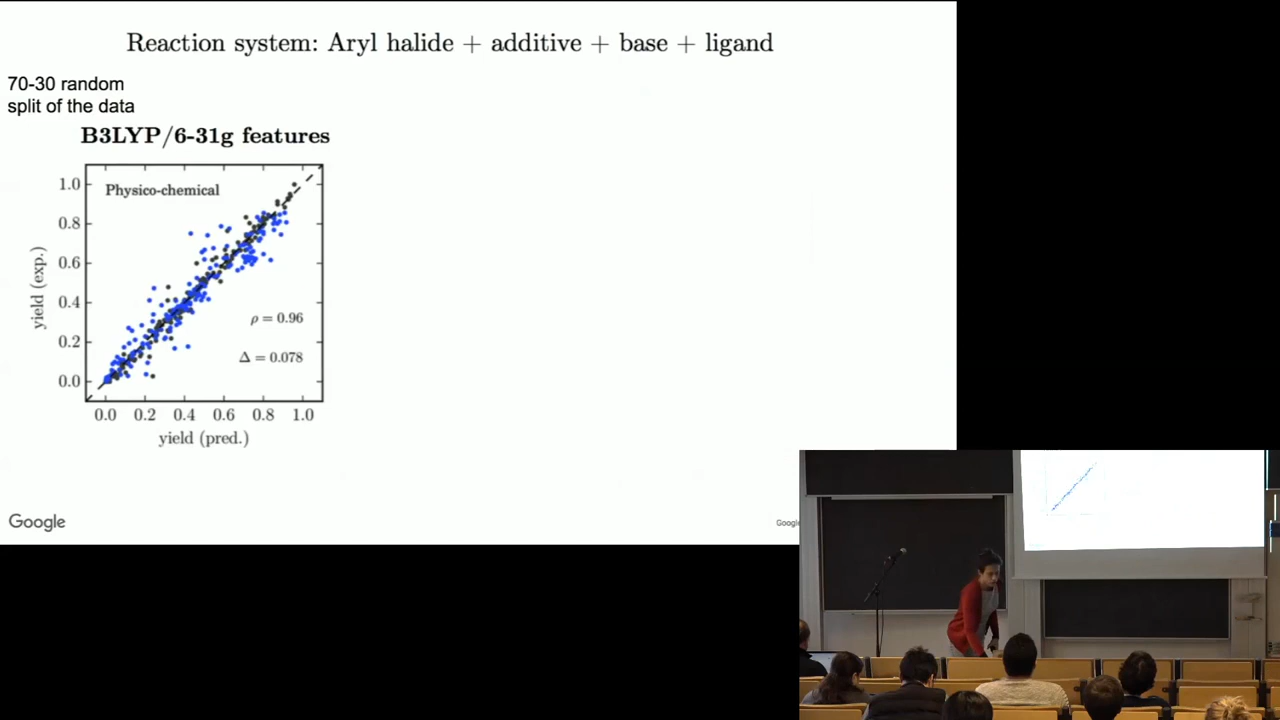 Reaction system: Aryl halide + additive + base + ligand
70-30 random
split of the data
B3LYP/6-31g features
Physico-chemical
1.0
0.8
0.6
0.4
0.2
0.0
yield (exp.)
ρ = 0.96
Δ = 0.078
0.0 0.2 0.4 0.6 0.8 1.0
yield (pred.)
Google
Google